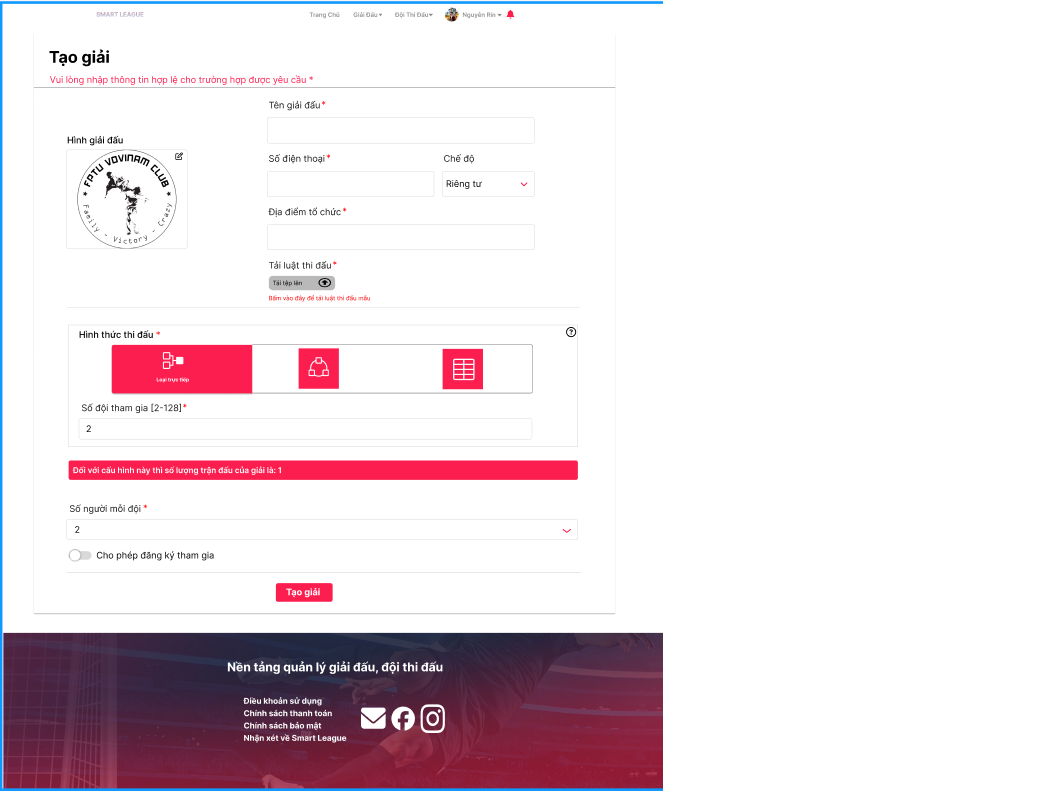 SMART LEAGUE
Trang Chủ Giải Đấu Đội Thi Đấu Nguyên Rin
Tạo giải
Vui lòng nhập thông tin hợp lệ cho trường hợp được yêu cầu *
Tên giải đấu*
Hình giải đấu
FPTU VOVINAM CLUB
Family - Victory - Crazy
Số điện thoại* Chế độ
Riêng tư
Địa điểm tổ chức*
Tải luật thi đấu*
Tải tệp lên
Bấm vào đây để tải luật thi đấu mẫu
Hình thức thi đấu *
Loại trực tiếp
Số đội tham gia [2-128]*
2
Đối với cấu hình này thì số lượng trận đấu của giải là: 1
Số người mỗi đội *
2
Cho phép đăng ký tham gia
Tạo giải
Nền tảng quản lý giải đấu, đội thi đấu
Điều khoản sử dụng
Chính sách thanh toán
Chính sách bảo mật
Nhận xét về Smart League